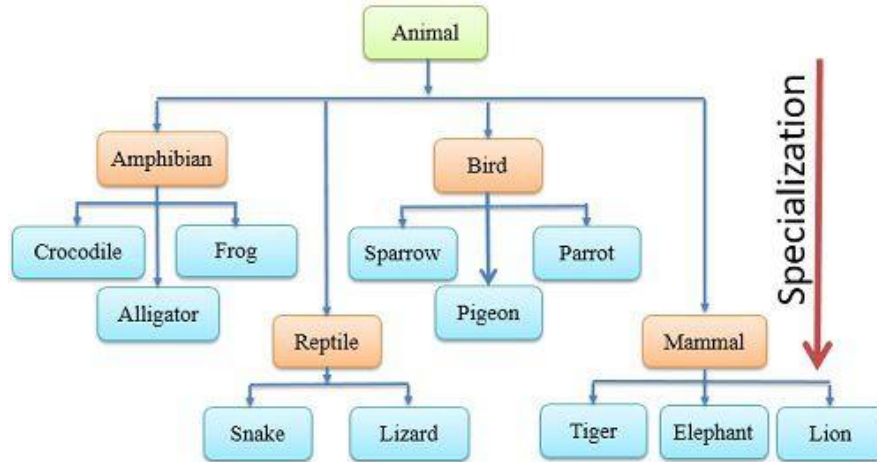 Animal
Specialization
Amphibian
Bird
Crocodile
Frog
Sparrow
Parrot
Alligator
Pigeon
Reptile
Mammal
Snake
Lizard
Tiger
Elephant
Lion